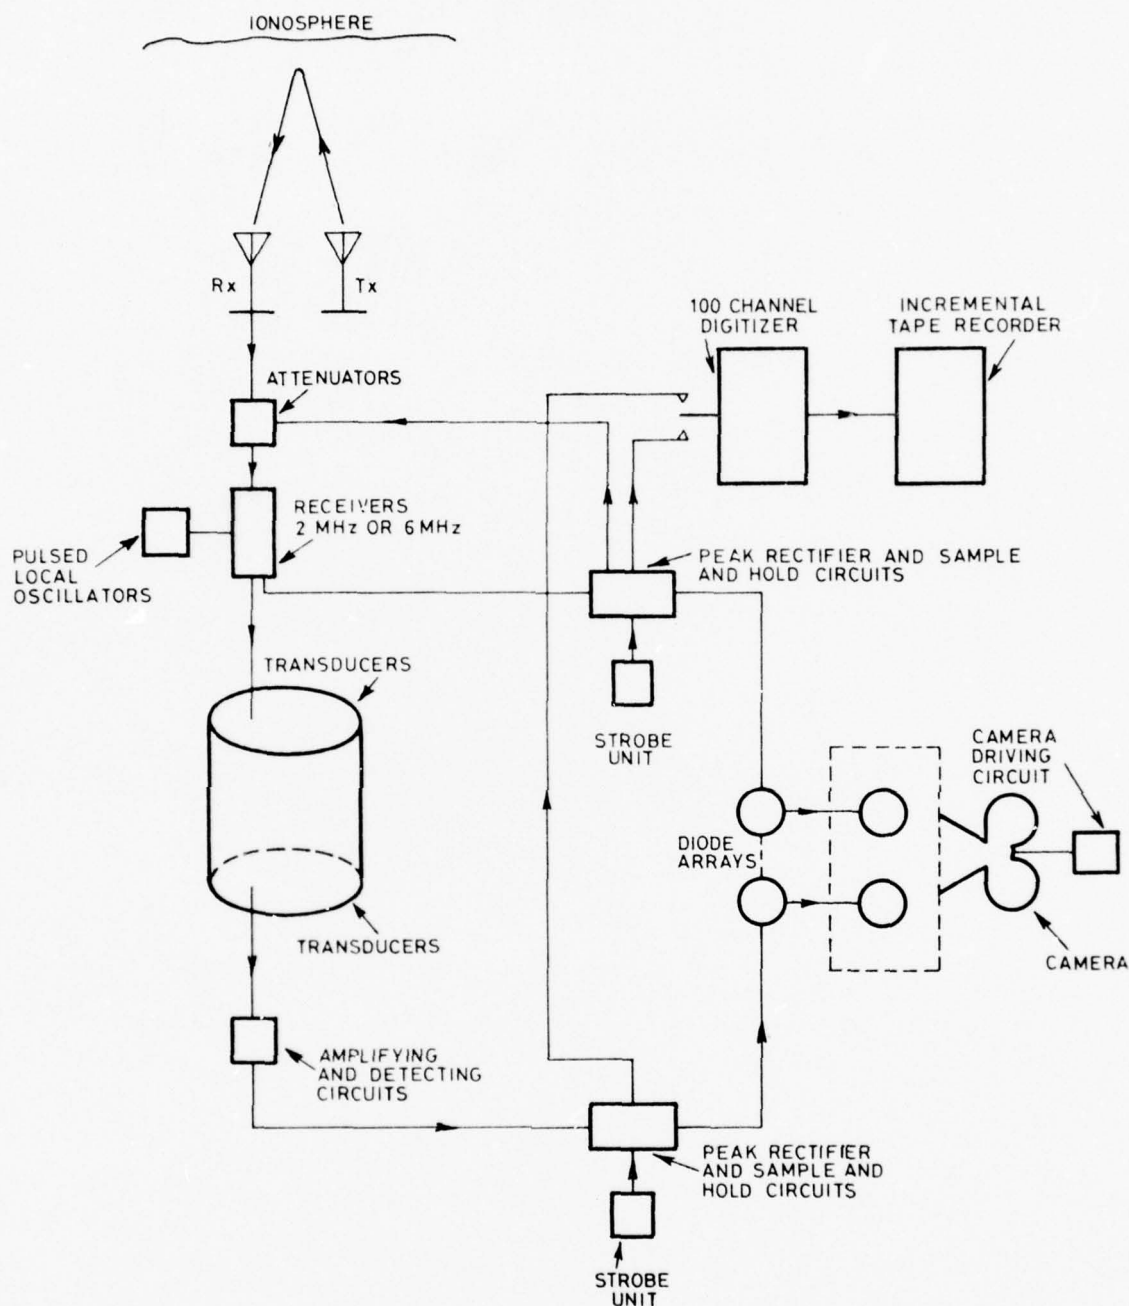 IONOSPHERE
Rx
Tx
100 CHANNEL
DIGITIZER
INCREMENTAL
TAPE RECORDER
ATTENUATORS
RECEIVERS
2 MHz OR 6 MHz
PULSED
LOCAL
OSCILLATORS
PEAK RECTIFIER AND SAMPLE
AND HOLD CIRCUITS
TRANSDUCERS
STROBE
UNIT
CAMERA
DRIVING
CIRCUIT
DIODE
ARRAYS
TRANSDUCERS
CAMERA
AMPLIFYING
AND DETECTING
CIRCUITS
PEAK RECTIFIER
AND SAMPLE AND
HOLD CIRCUITS
STROBE
UNIT